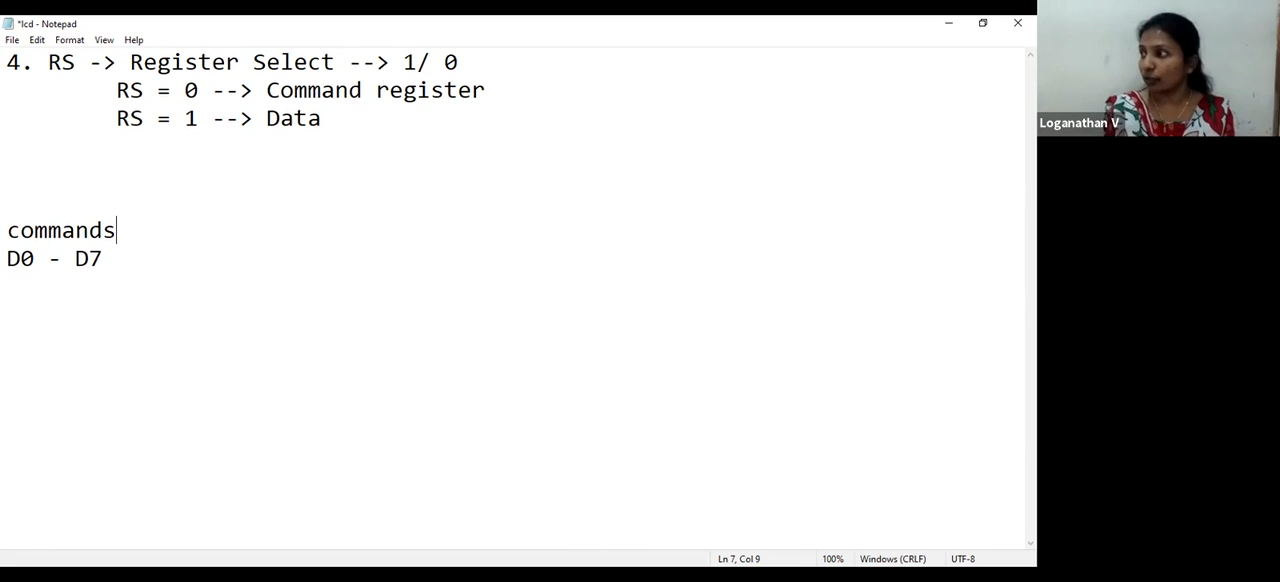 *lcd - Notepad
File Edit Format View Help
4. RS -> Register Select --> 1/ 0
RS = 0 --> Command register
RS = 1 --> Data
commands
D0 - D7
Ln 7, Col 9 100% Windows (CRLF) UTF-8
Loganathan V